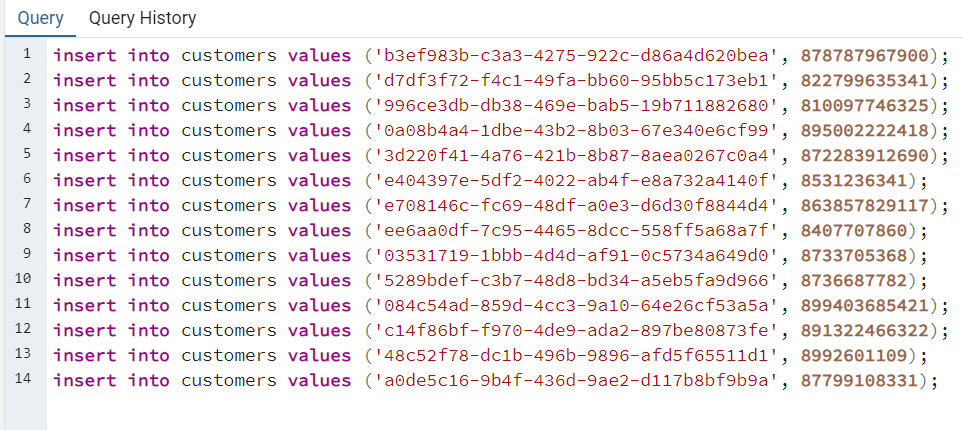 Query Query History
1 insert into customers values ('b3ef983b-c3a3-4275-922c-d86a4d620bea', 878787967900);
2 insert into customers values ('d7df3f72-f4c1-49fa-bb60-95bb5c173eb1', 822799635341);
3 insert into customers values ('996ce3db-db38-469e-bab5-19b711882680', 810097746325);
4 insert into customers values ('0a08b4a4-1dbe-43b2-8b03-67e340e6cf99', 895002222418);
5 insert into customers values ('3d220f41-4a76-421b-8b87-8aea0267c0a4', 872283912690);
6 insert into customers values ('e404397e-5df2-4022-ab4f-e8a732a4140f', 8531236341);
7 insert into customers values ('e708146c-fc69-48df-a0e3-d6d30f8844d4', 863857829117);
8 insert into customers values ('ee6aa0df-7c95-4465-8dcc-558ff5a68a7f', 8407707860);
9 insert into customers values ('03531719-1bbb-4d4d-af91-0c5734a649d0', 8733705368);
10 insert into customers values ('5289bdef-c3b7-48d8-bd34-a5eb5fa9d966', 8736687782);
11 insert into customers values ('084c54ad-859d-4cc3-9a10-64e26cf53a5a', 899403685421);
12 insert into customers values ('c14f86bf-f970-4de9-ada2-897be80873fe', 891322466322);
13 insert into customers values ('48c52f78-dc1b-496b-9896-afd5f65511d1', 8992601109);
14 insert into customers values ('a0de5c16-9b4f-436d-9ae2-d117b8bf9b9a', 87799108331);